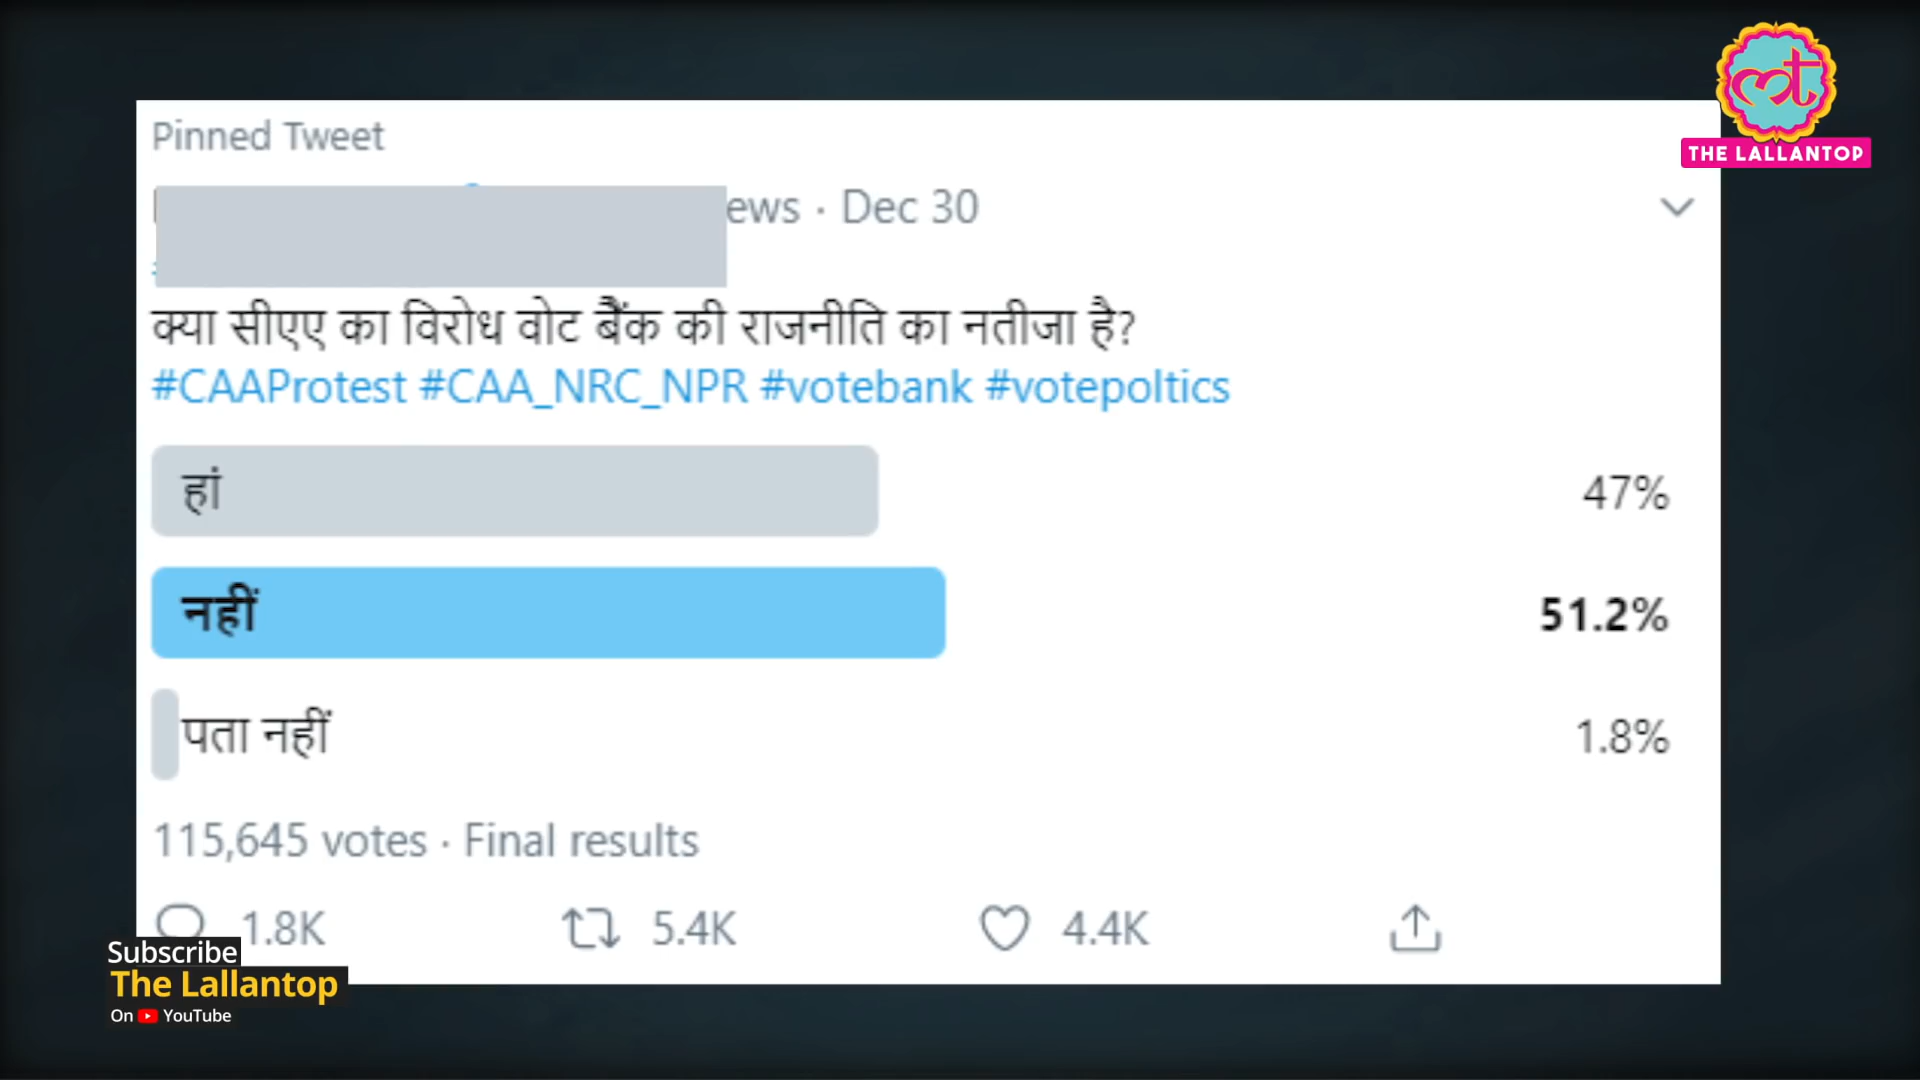 Pinned Tweet
ews · Dec 30
क्या सीएए का विरोध वोट बैंक की राजनीति का नतीजा है?
#CAAProtest #CAA_NRC_NPR #votebank #votepoltics
हां 47%
नहीं 51.2%
पता नहीं 1.8%
115,645 votes · Final results
1.8K 5.4K 4.4K
THE LALLANTOP
Subscribe
The Lallantop
On YouTube